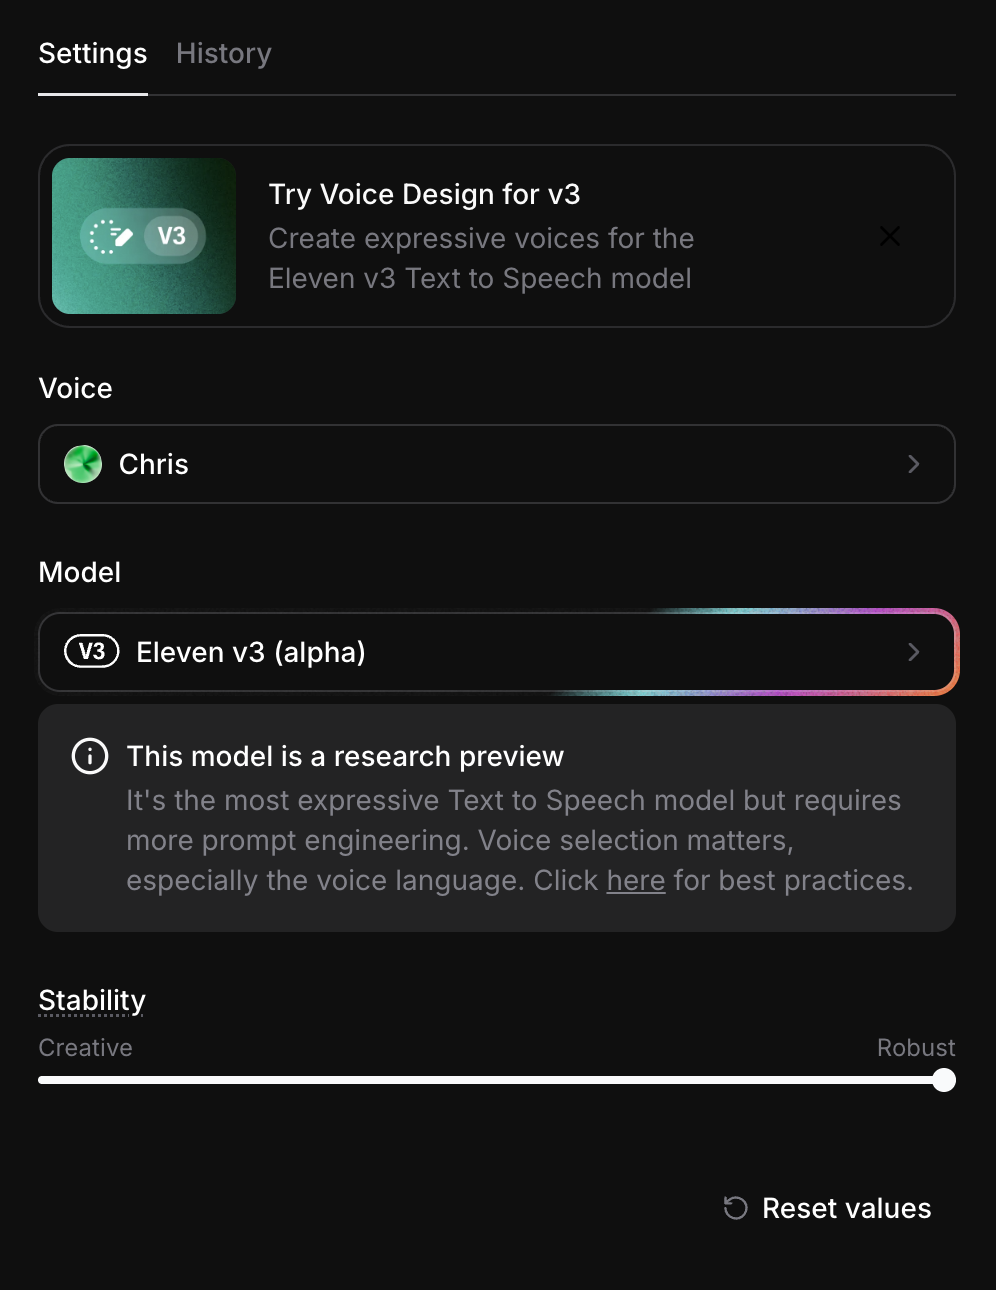 Settings History
V3
Try Voice Design for v3
Create expressive voices for the
Eleven v3 Text to Speech model
Voice
Chris
Model
V3 Eleven v3 (alpha)
This model is a research preview
It's the most expressive Text to Speech model but requires
more prompt engineering. Voice selection matters,
especially the voice language. Click here for best practices.
Stability
Creative Robust
Reset values